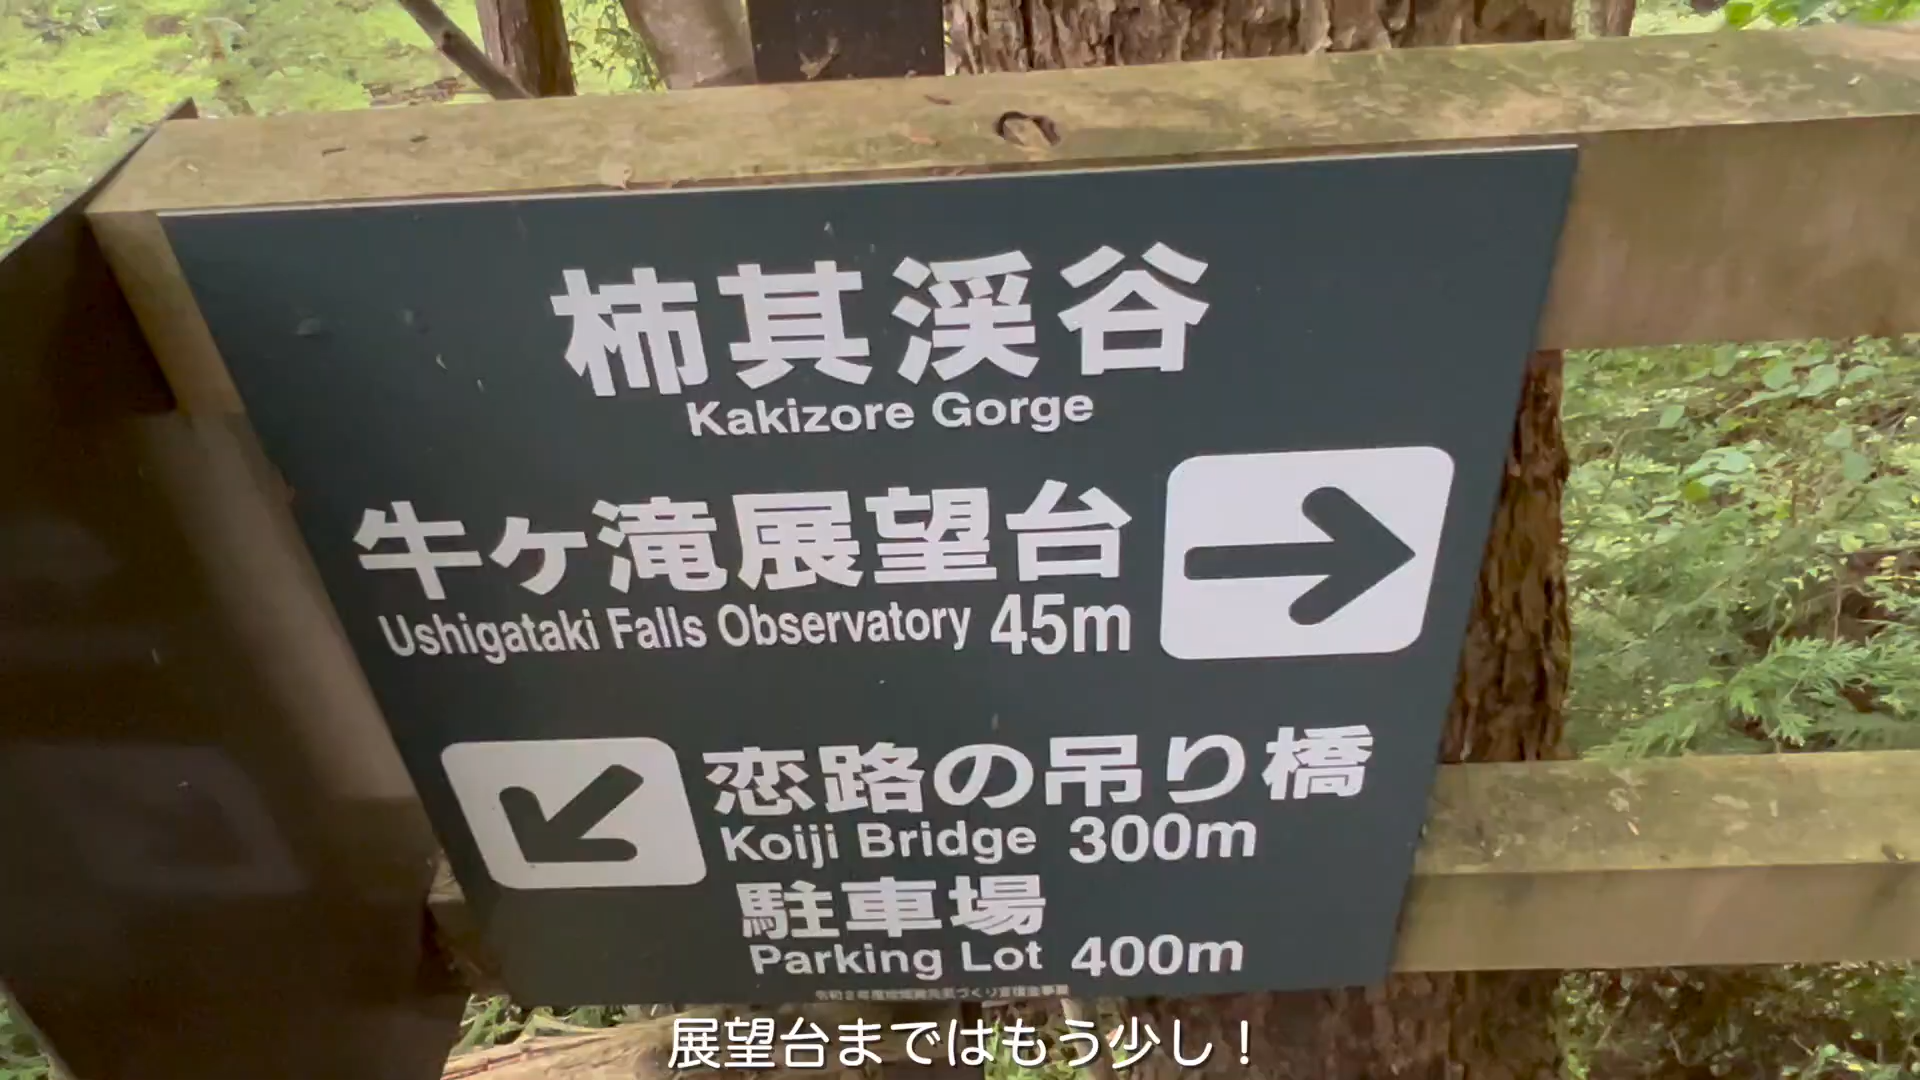 柿其渓谷
Kakizore Gorge
牛ヶ滝展望台
Ushigataki Falls Observatory 45m
恋路の吊り橋
Koiji Bridge 300m
駐車場
Parking Lot 400m
展望台まではもう少し！